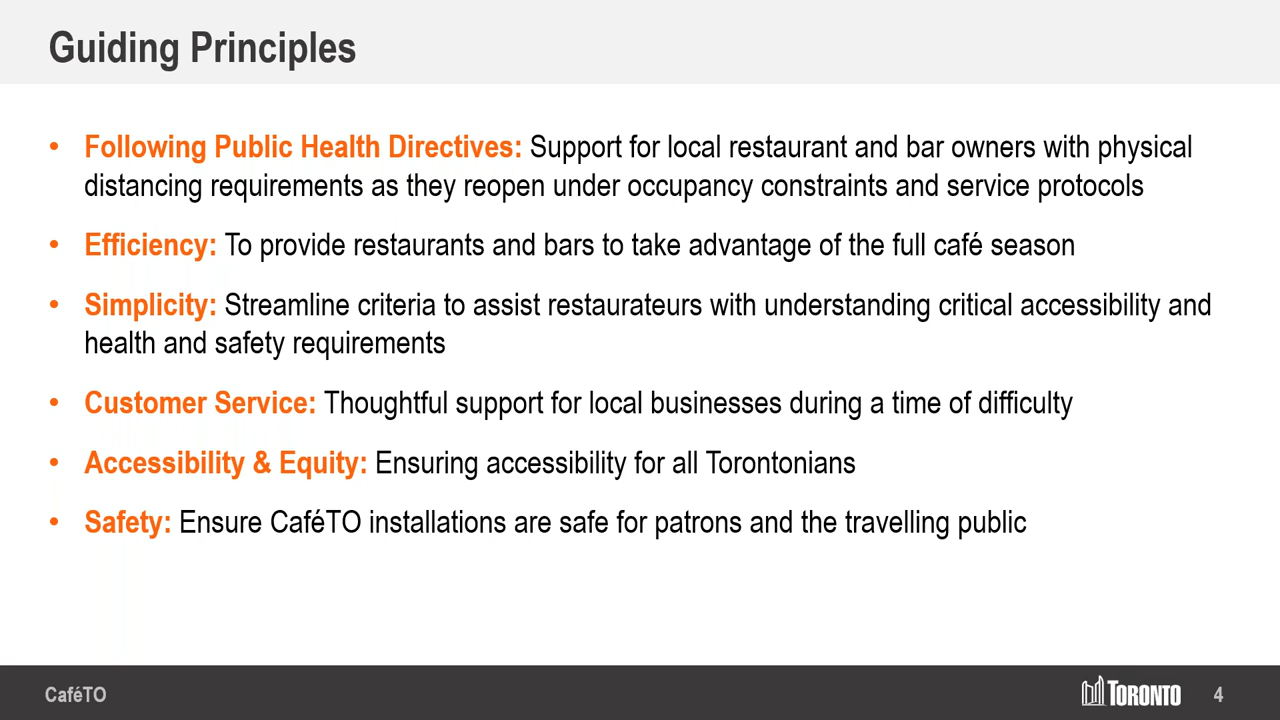 Guiding Principles
• Following Public Health Directives: Support for local restaurant and bar owners with physical
distancing requirements as they reopen under occupancy constraints and service protocols
• Efficiency: To provide restaurants and bars to take advantage of the full café season
• Simplicity: Streamline criteria to assist restaurateurs with understanding critical accessibility and
health and safety requirements
• Customer Service: Thoughtful support for local businesses during a time of difficulty
• Accessibility & Equity: Ensuring accessibility for all Torontonians
• Safety: Ensure CaféTO installations are safe for patrons and the travelling public
CaféTO
TORONTO
4